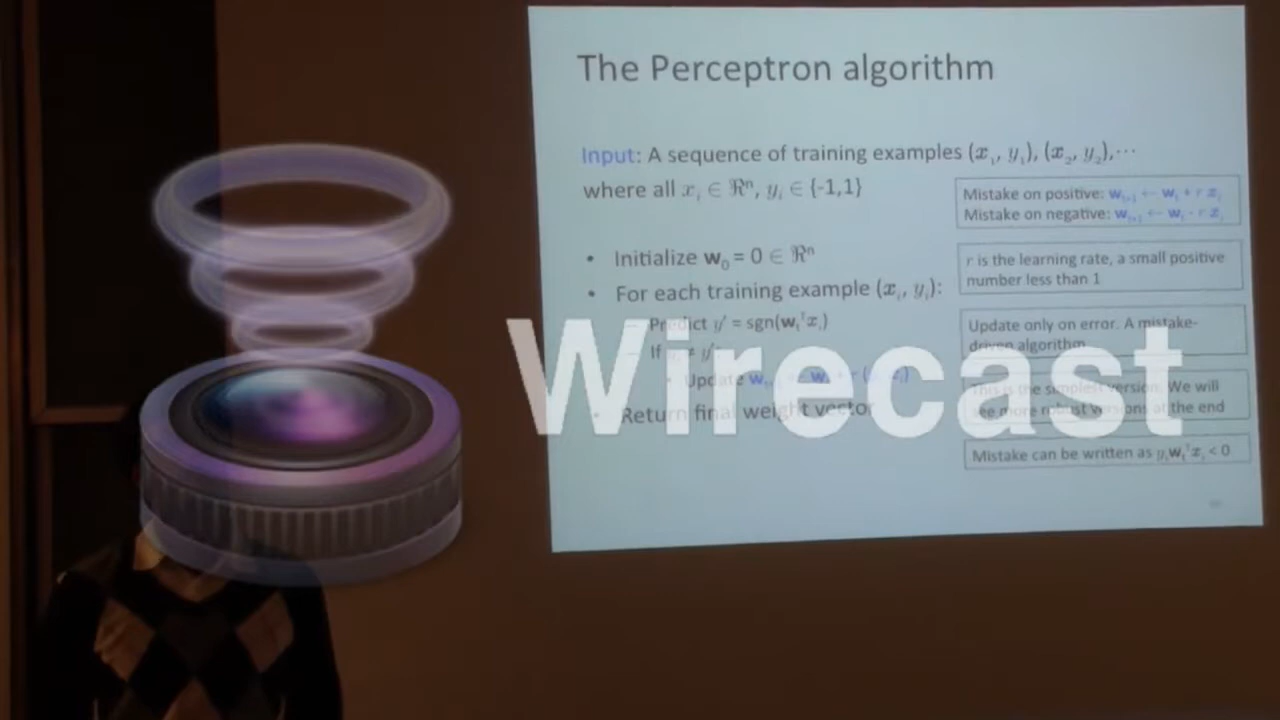 The Perceptron algorithm
Input: A sequence of training examples (x₁, y₁), (x₂, y₂),⋯
where all xᵢ ∈ ℜⁿ, yᵢ ∈ {-1,1}
Mistake on positive: wₜ₊₁ ← wₜ + r xᵢ
Mistake on negative: wₜ₊₁ ← wₜ - r xᵢ
• Initialize w₀ = 0 ∈ ℜⁿ
• For each training example (xᵢ, yᵢ):
r is the learning rate, a small positive
number less than 1
– Predict y’ = sgn(wₜᵀxᵢ)
– If yᵢ ≠ y’
Update only on error. A mistake-
driven algorithm
• Update
• Return final weight vector
This is the simplest version. We will
see more robust versions at the end
Mistake can be written as yᵢwₜᵀxᵢ < 0
Wirecast